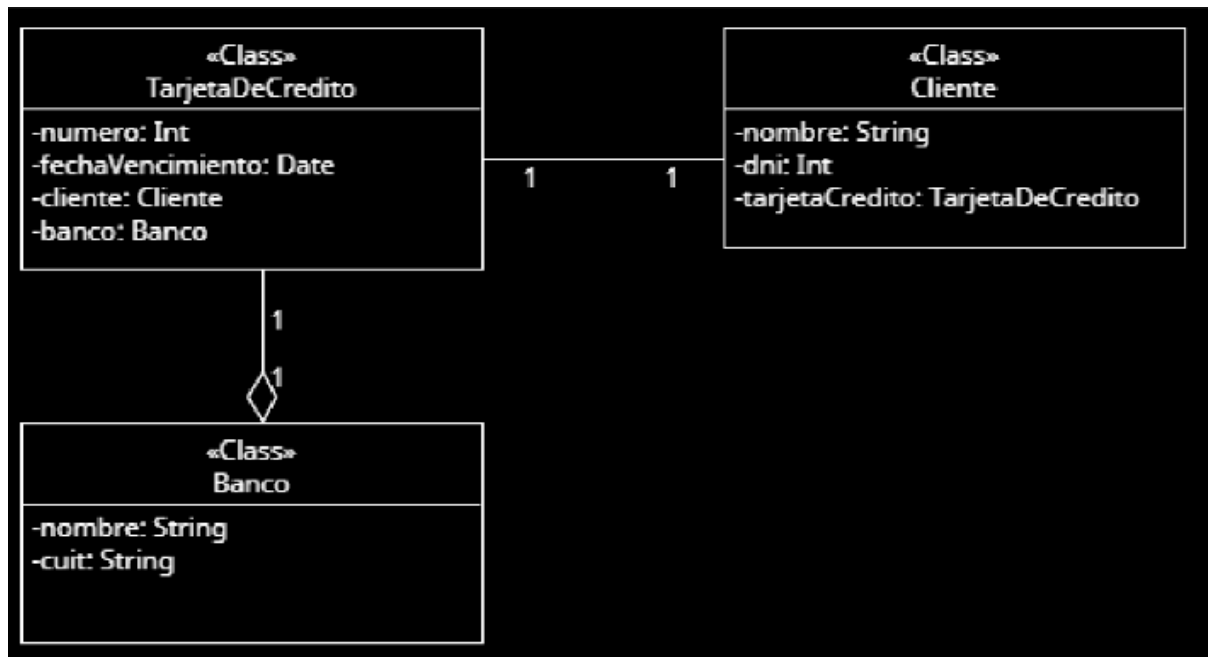 «Class»
TarjetaDeCredito
-numero: Int
-fechaVencimiento: Date
-cliente: Cliente
-banco: Banco
1
1
«Class»
Cliente
-nombre: String
-dni: Int
-tarjetaCredito: TarjetaDeCredito
1
1
«Class»
Banco
-nombre: String
-cuit: String